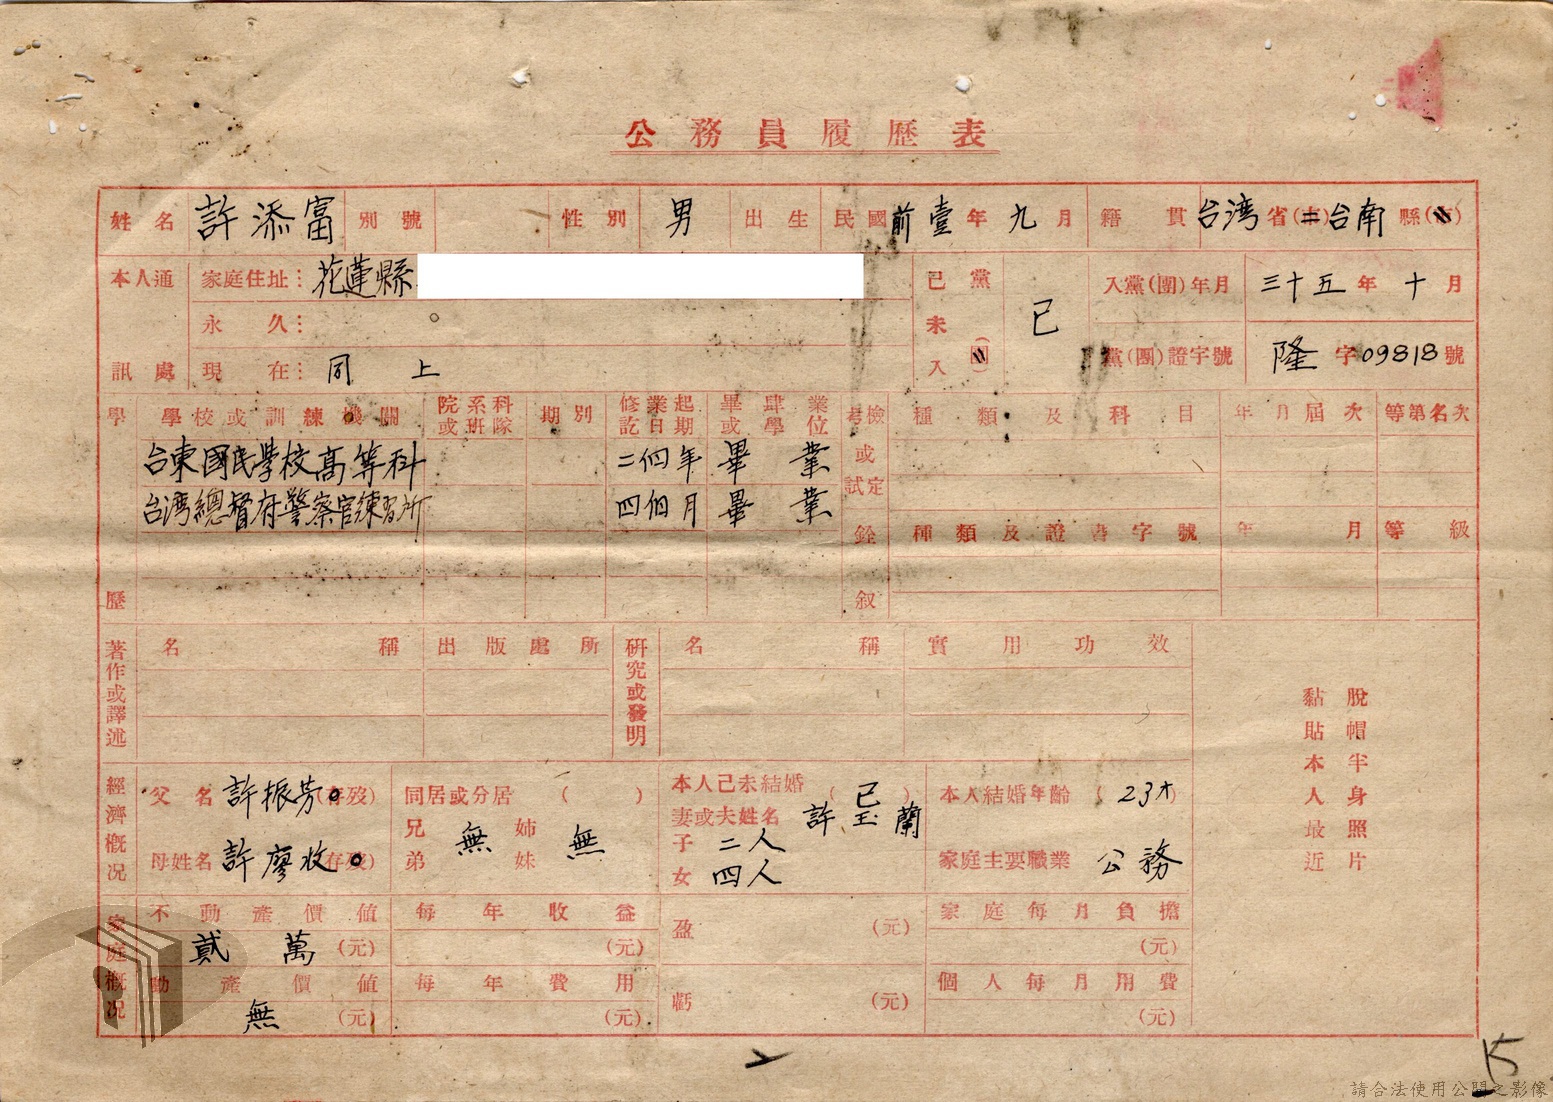 公務員履歷表
姓名 許添富 別號 性別 男 出生 民國前壹年九月 籍貫 台湾省(市)台南縣(市)
本人通訊處 家庭住址：花蓮縣
永久：
現在：同上
已未入黨 已
入黨(團)年月 三十五年十月
黨(團)證字號 隆字09818號
學歷 學校或訓練機關 院系科或班隊 期別 修業起訖日期 畢肄業或學位
台東國民學校高等科 二個年 畢業
台湾總督府警察官練習所 四個月 畢業
考檢或試定 種類及科目 年月屆次 等第名次
銓叙 種類及證書字號 年月 等級
著作或譯述 名稱 出版處所
研究或發明 名稱 實用功效
脫帽半身照片
黏貼本人最近
經濟概況 父名 許振芳(存歿) 同居或分居( )
母姓名 許廖收(存歿)
兄弟 無 姉妹 無
本人已未結婚(已)
妻或夫姓名 許玉蘭
子 二人
女 四人
本人結婚年齡(23才)
家庭主要職業 公務
家庭概況 不動產價值 貳萬(元)
動產價值 無(元)
每年收益 (元)
每年費用 (元)
盈 (元)
虧 (元)
家庭每月負擔 (元)
個人每月用費 (元)
15
請合法使用公開之影像